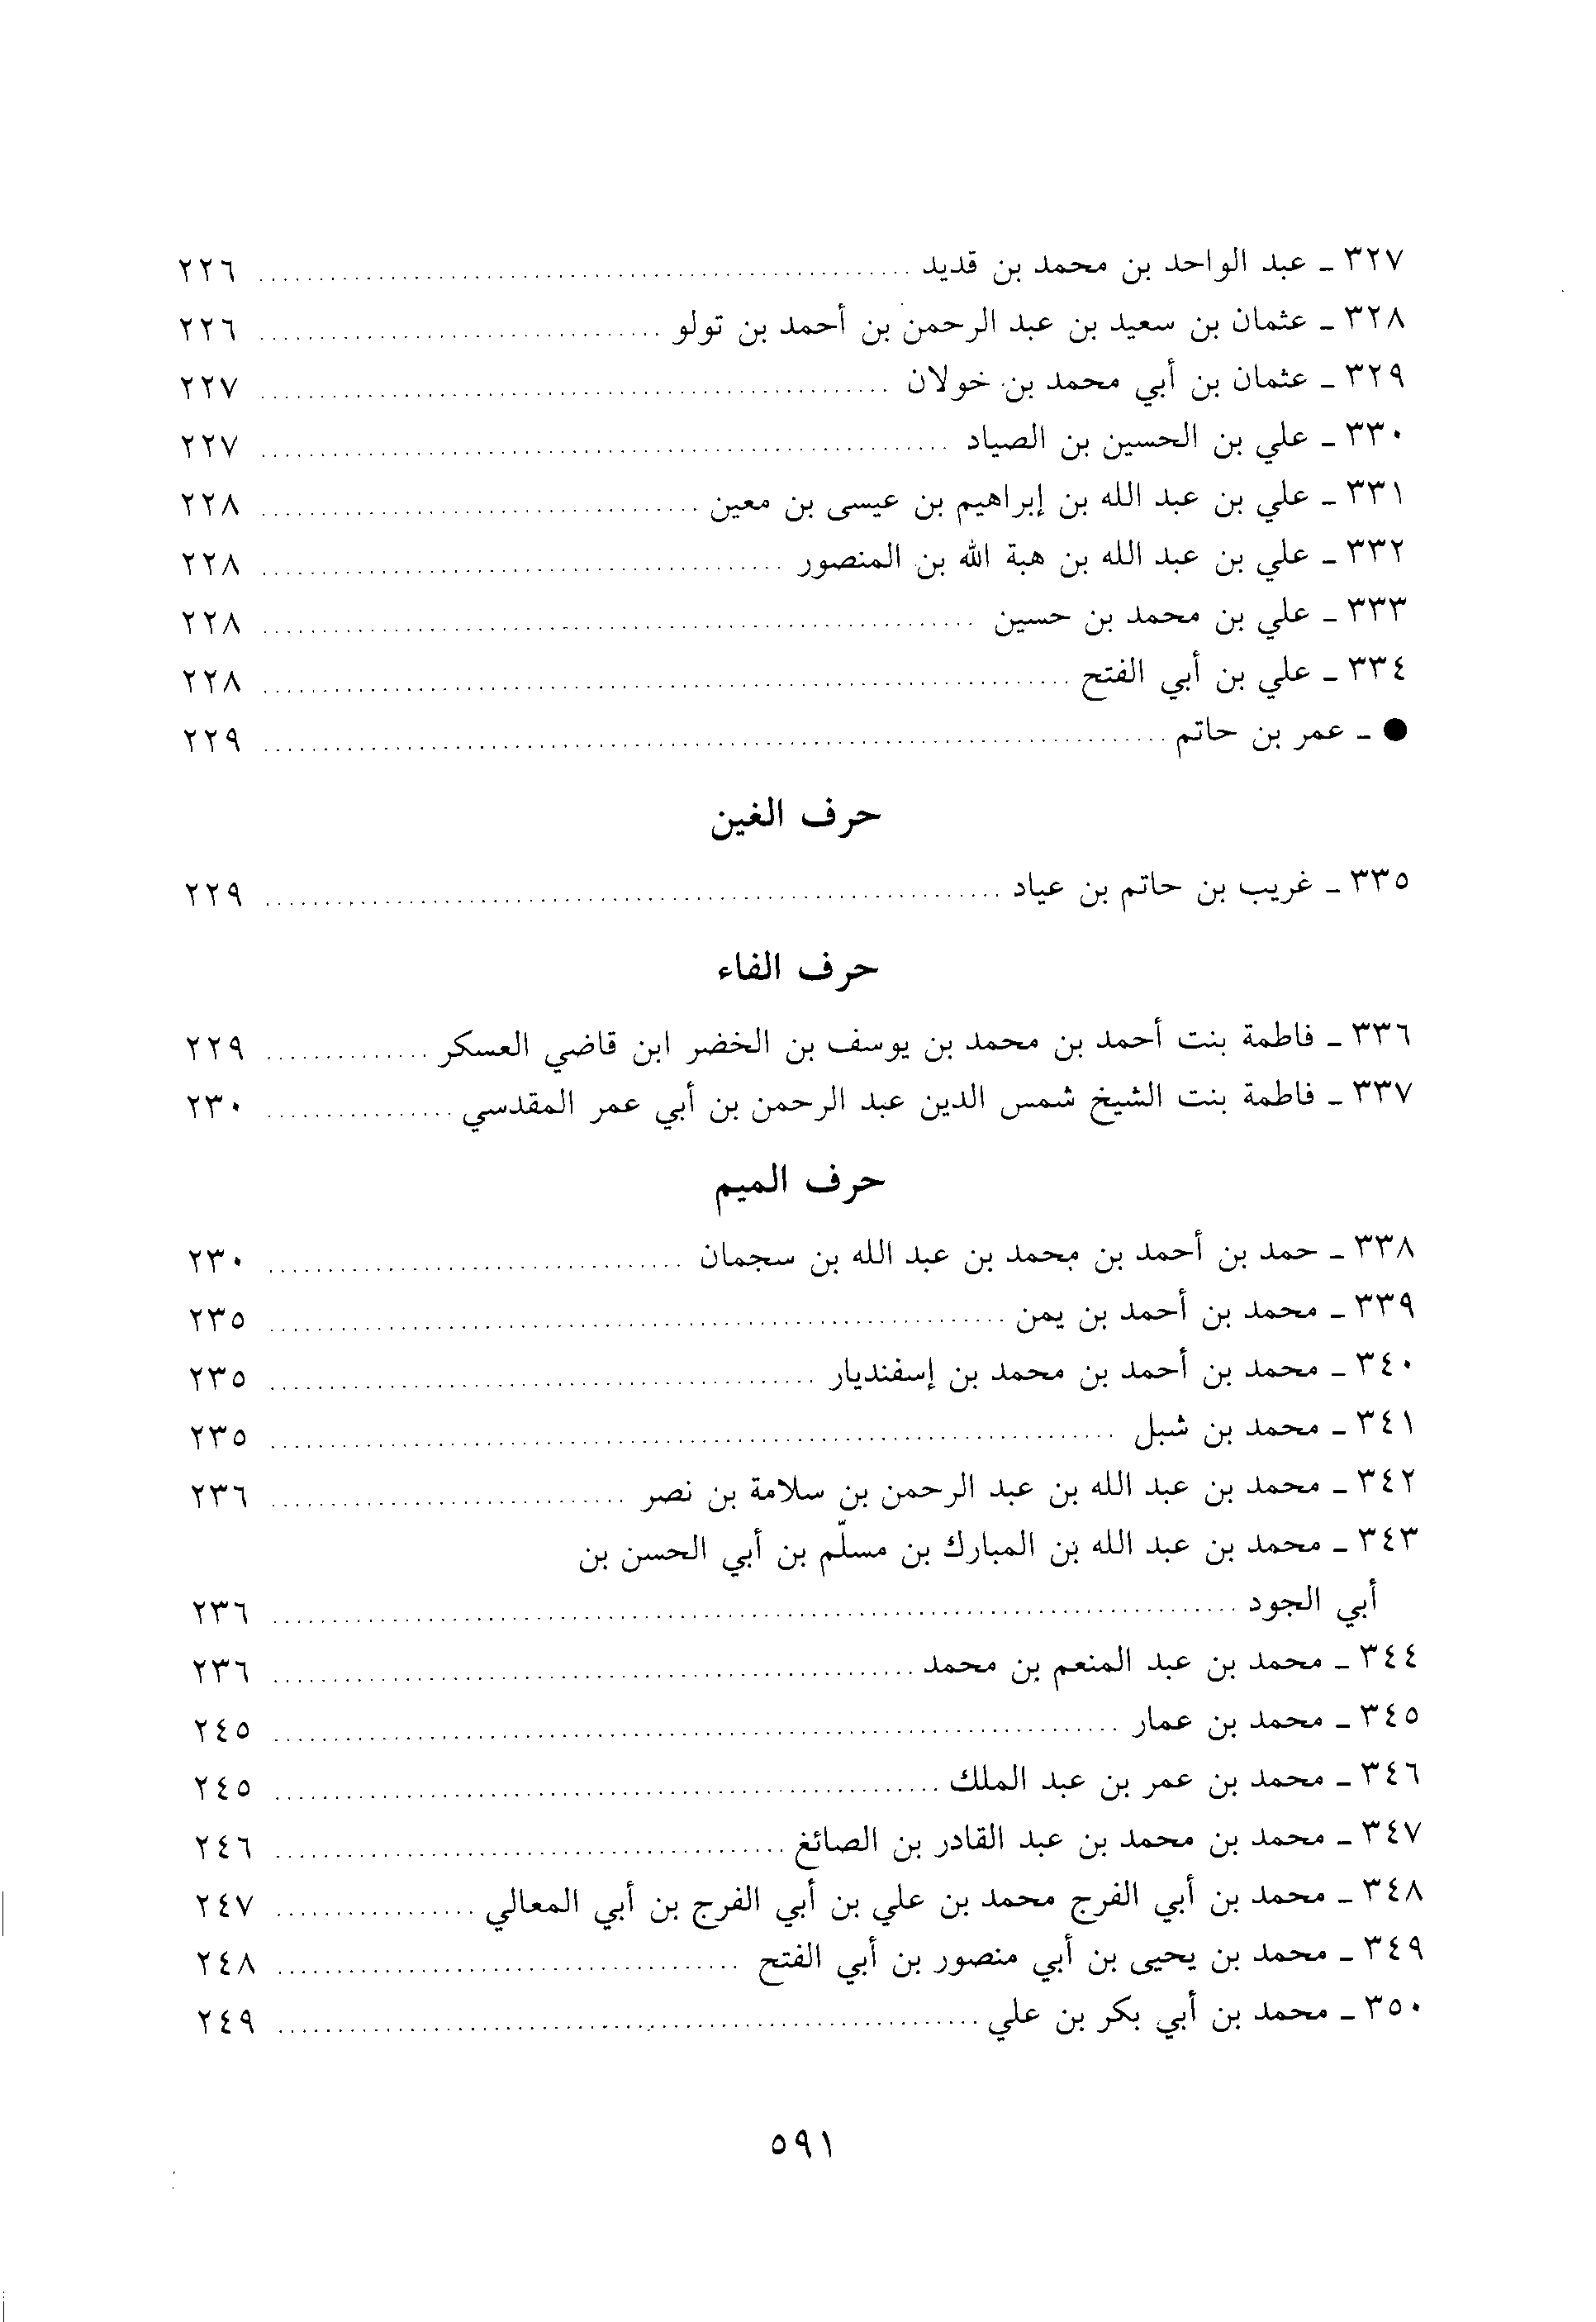 ٣٢٧ ـ عبد الواحد بن محمد بن قديد ........ ٢٢٦
٣٢٨ ـ عثمان بن سعيد بن عبد الرحمن بن أحمد بن تولو ........ ٢٢٦
٣٢٩ ـ عثمان بن أبي محمد بن خولان ........ ٢٢٧
٣٣٠ ـ علي بن الحسين بن الصياد ........ ٢٢٧
٣٣١ ـ علي بن عبد الله بن إبراهيم بن عيسى بن معين ........ ٢٢٨
٣٣٢ ـ علي بن عبد الله بن هبة الله بن المنصور ........ ٢٢٨
٣٣٣ ـ علي بن محمد بن حسين ........ ٢٢٨
٣٣٤ ـ علي بن أبي الفتح ........ ٢٢٨
● ـ عمر بن حاتم ........ ٢٢٩
حرف الغين
٣٣٥ ـ غريب بن حاتم بن عياد ........ ٢٢٩
حرف الفاء
٣٣٦ ـ فاطمة بنت أحمد بن محمد بن يوسف بن الخضر ابن قاضي العسكر ........ ٢٢٩
٣٣٧ ـ فاطمة بنت الشيخ شمس الدين عبد الرحمن بن أبي عمر المقدسي ........ ٢٣٠
حرف الميم
٣٣٨ ـ حمد بن أحمد بن محمد بن عبد الله بن سجمان ........ ٢٣٠
٣٣٩ ـ محمد بن أحمد بن يمن ........ ٢٣٥
٣٤٠ ـ محمد بن أحمد بن محمد بن إسفنديار ........ ٢٣٥
٣٤١ ـ محمد بن شبل ........ ٢٣٥
٣٤٢ ـ محمد بن عبد الله بن عبد الرحمن بن سلامة بن نصر ........ ٢٣٦
٣٤٣ ـ محمد بن عبد الله بن المبارك بن مسلّم بن أبي الحسن بن
أبي الجود ........ ٢٣٦
٣٤٤ ـ محمد بن عبد المنعم بن محمد ........ ٢٣٦
٣٤٥ ـ محمد بن عمار ........ ٢٤٥
٣٤٦ ـ محمد بن عمر بن عبد الملك ........ ٢٤٥
٣٤٧ ـ محمد بن محمد بن عبد القادر بن الصائغ ........ ٢٤٦
٣٤٨ ـ محمد بن أبي الفرج محمد بن علي بن أبي الفرج بن أبي المعالي ........ ٢٤٧
٣٤٩ ـ محمد بن يحيى بن أبي منصور بن أبي الفتح ........ ٢٤٨
٣٥٠ ـ محمد بن أبي بكر بن علي ........ ٢٤٩
٥٩١